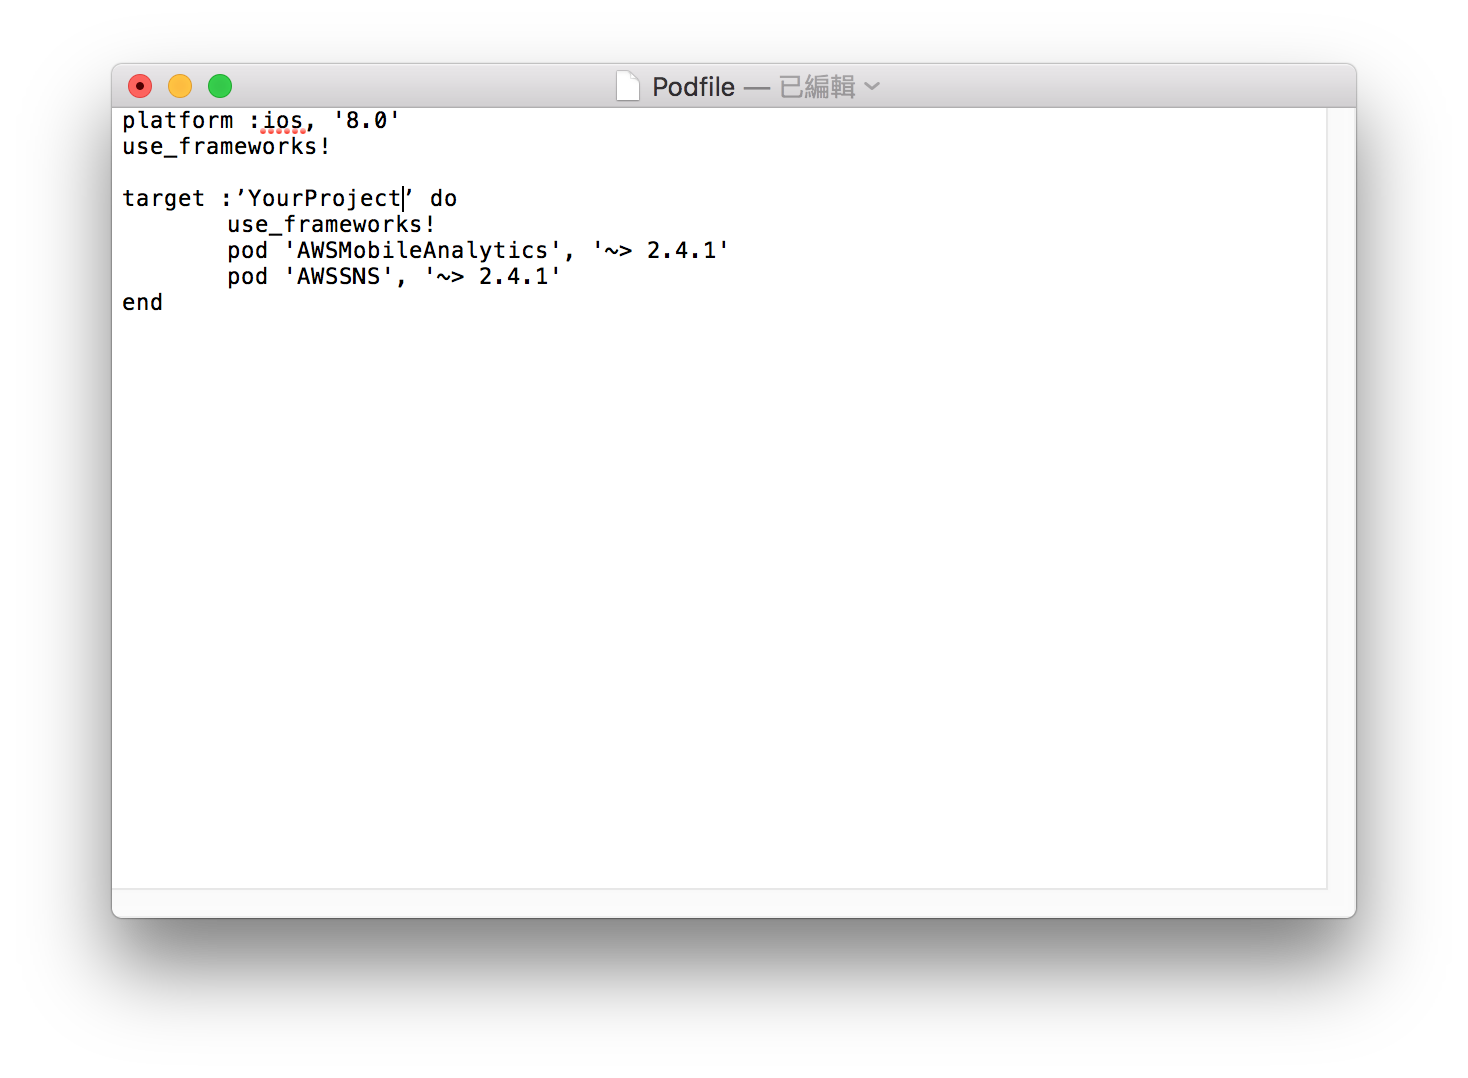 Podfile — 已編輯
platform :ios, '8.0'
use_frameworks!
target :’YourProject’ do
use_frameworks!
pod 'AWSMobileAnalytics', '~> 2.4.1'
pod 'AWSSNS', '~> 2.4.1'
end